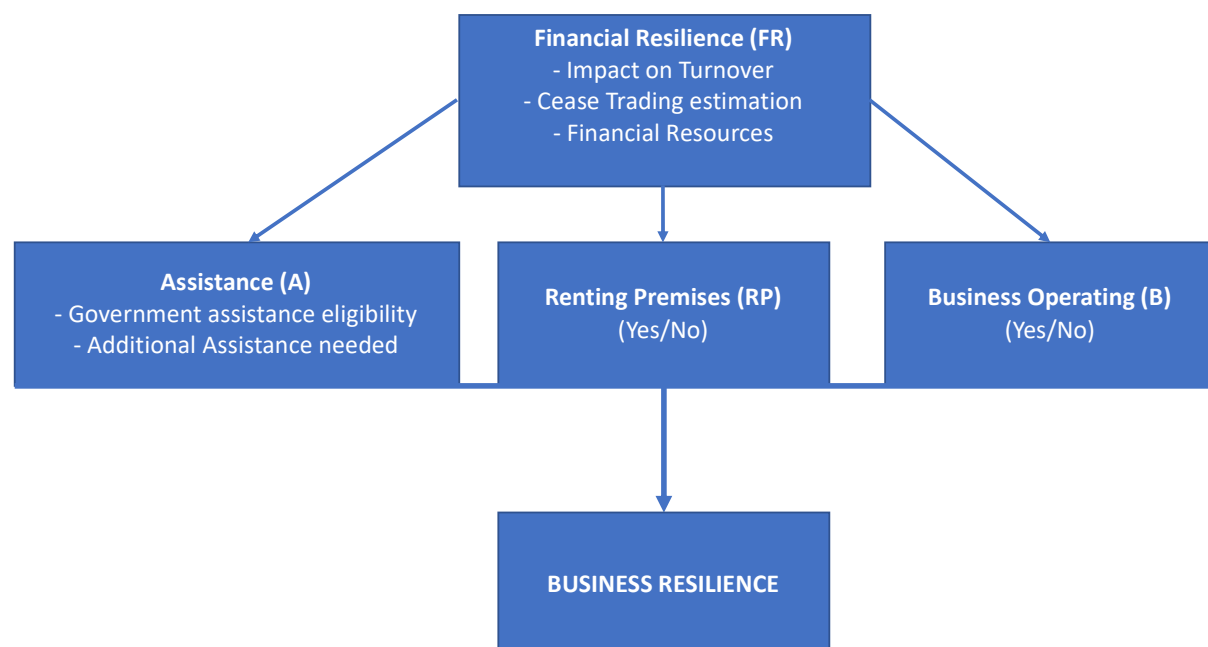 Financial Resilience (FR)
- Impact on Turnover
- Cease Trading estimation
- Financial Resources
Assistance (A)
- Government assistance eligibility
- Additional Assistance needed
Renting Premises (RP)
(Yes/No)
Business Operating (B)
(Yes/No)
BUSINESS RESILIENCE